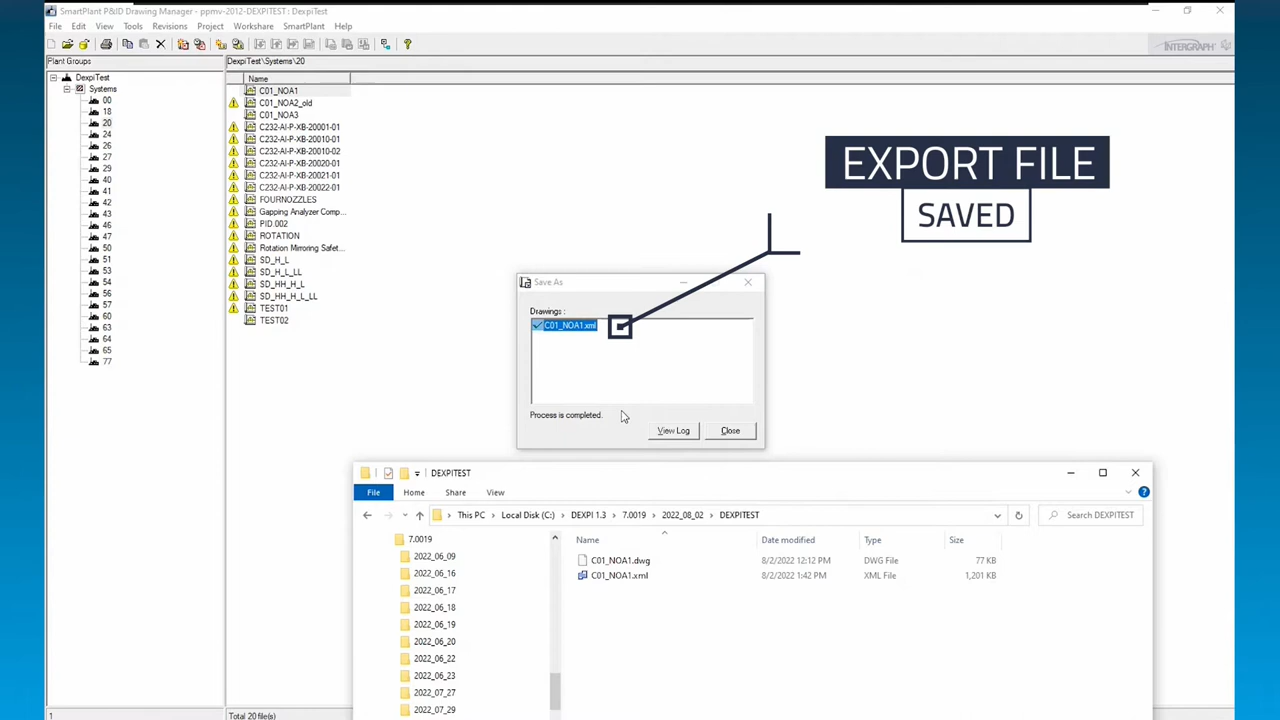 SmartPlant P&ID Drawing Manager - ppmv-2012-DEXPITEST : DexpiTest
File Edit View Tools Revisions Project Workshare SmartPlant Help
INTERGRAPH
Plant Groups
DexpiTest\Systems\20
DexpiTest
Systems
00
18
20
24
26
27
29
40
41
42
43
46
47
50
51
53
54
56
57
60
63
64
65
77
Name
C01_NOA1
C01_NOA2_old
C01_NOA3
C232-AI-P-XB-20001-01
C232-AI-P-XB-20010-01
C232-AI-P-XB-20010-02
C232-AI-P-XB-20020-01
C232-AI-P-XB-20021-01
C232-AI-P-XB-20022-01
FOURNOZZLES
Gapping Analyzer Comp...
PID.002
ROTATION
Rotation Mirroring Safet...
SD_H_L
SD_H_L_LL
SD_HH_H_L
SD_HH_H_L_LL
TEST01
TEST02
EXPORT FILE
SAVED
Save As
Drawings :
C01_NOA1.xml
Process is completed.
View Log Close
DEXPITEST
File Home Share View
This PC > Local Disk (C:) > DEXPI 1.3 > 7.0019 > 2022_08_02 > DEXPITEST
Search DEXPITEST
7.0019
2022_06_09
2022_06_16
2022_06_17
2022_06_18
2022_06_19
2022_06_20
2022_06_22
2022_06_23
2022_07_27
2022_07_29
Name Date modified Type Size
C01_NOA1.dwg 8/2/2022 12:12 PM DWG File 77 KB
C01_NOA1.xml 8/2/2022 1:42 PM XML File 1,201 KB
1
Total 20 file(s)